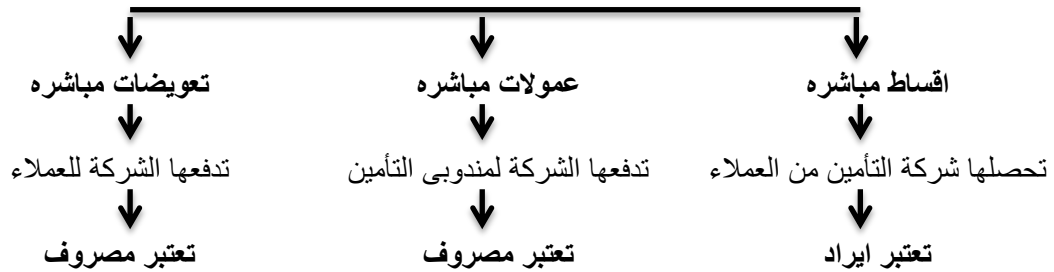 اقساط مباشره
عمولات مباشره
تعويضات مباشره
تحصلها شركة التأمين من العملاء
تدفعها الشركة لمندوبى التأمين
تدفعها الشركة للعملاء
تعتبر ايراد
تعتبر مصروف
تعتبر مصروف